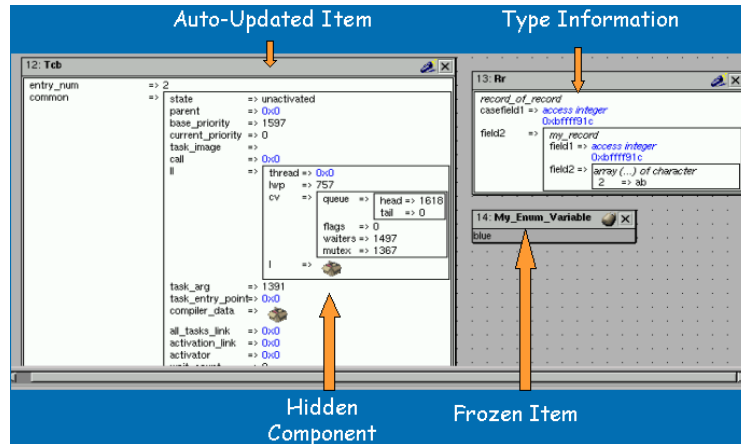 Auto-Updated Item
Type Information
12: Tcb
entry_num => 2
common =>
state => unactivated
parent => 0x0
base_priority => 1597
current_priority => 0
task_image =>
call => 0x0
ll =>
thread => 0x0
lwp => 757
cv =>
queue =>
head => 1618
tail => 0
flags => 0
waiters => 1497
mutex => 1367
l =>
task_arg => 1391
task_entry_point=> 0x0
compiler_data =>
all_tasks_link => 0x0
activation_link => 0x0
activator => 0x0
13: Rr
record_of_record
casefield1 => access integer
0xbffff91c
field2 =>
my_record
field1 => access integer
0xbffff91c
field2 => array (...) of character
2 => ab
14: My_Enum_Variable
blue
Hidden
Component
Frozen Item